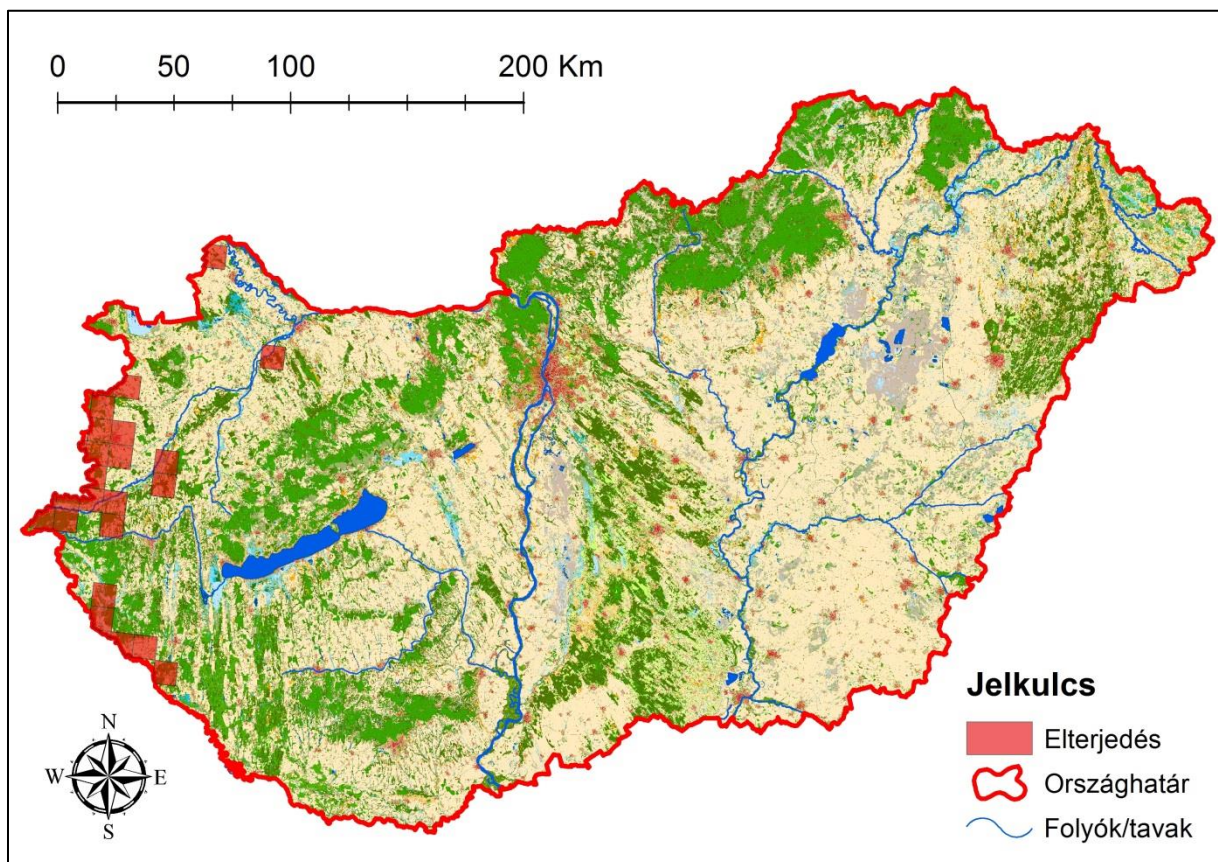 0 50 100 200 Km
N
W E
S
Jelkulcs
Elterjedés
Országhatár
Folyók/tavak